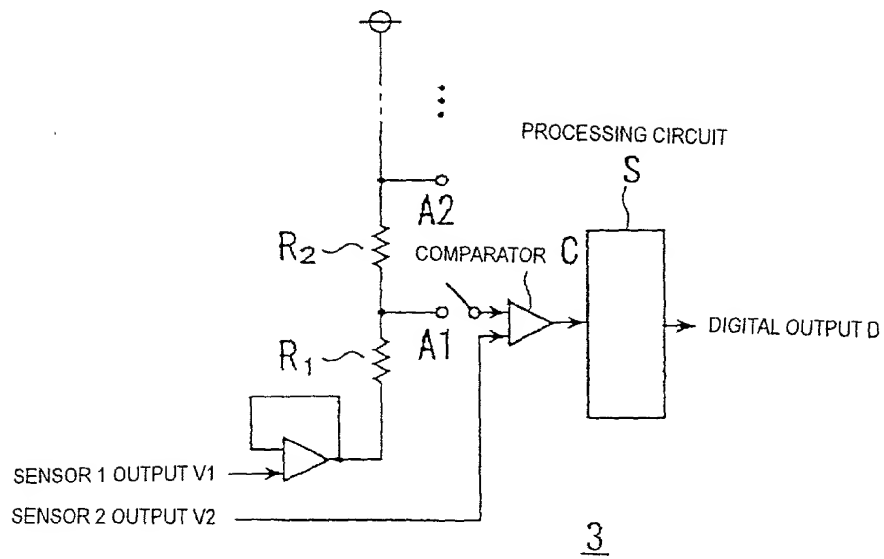 PROCESSING CIRCUIT
S
A2
R2
COMPARATOR C
A1
DIGITAL OUTPUT D
R1
SENSOR 1 OUTPUT V1
SENSOR 2 OUTPUT V2
3